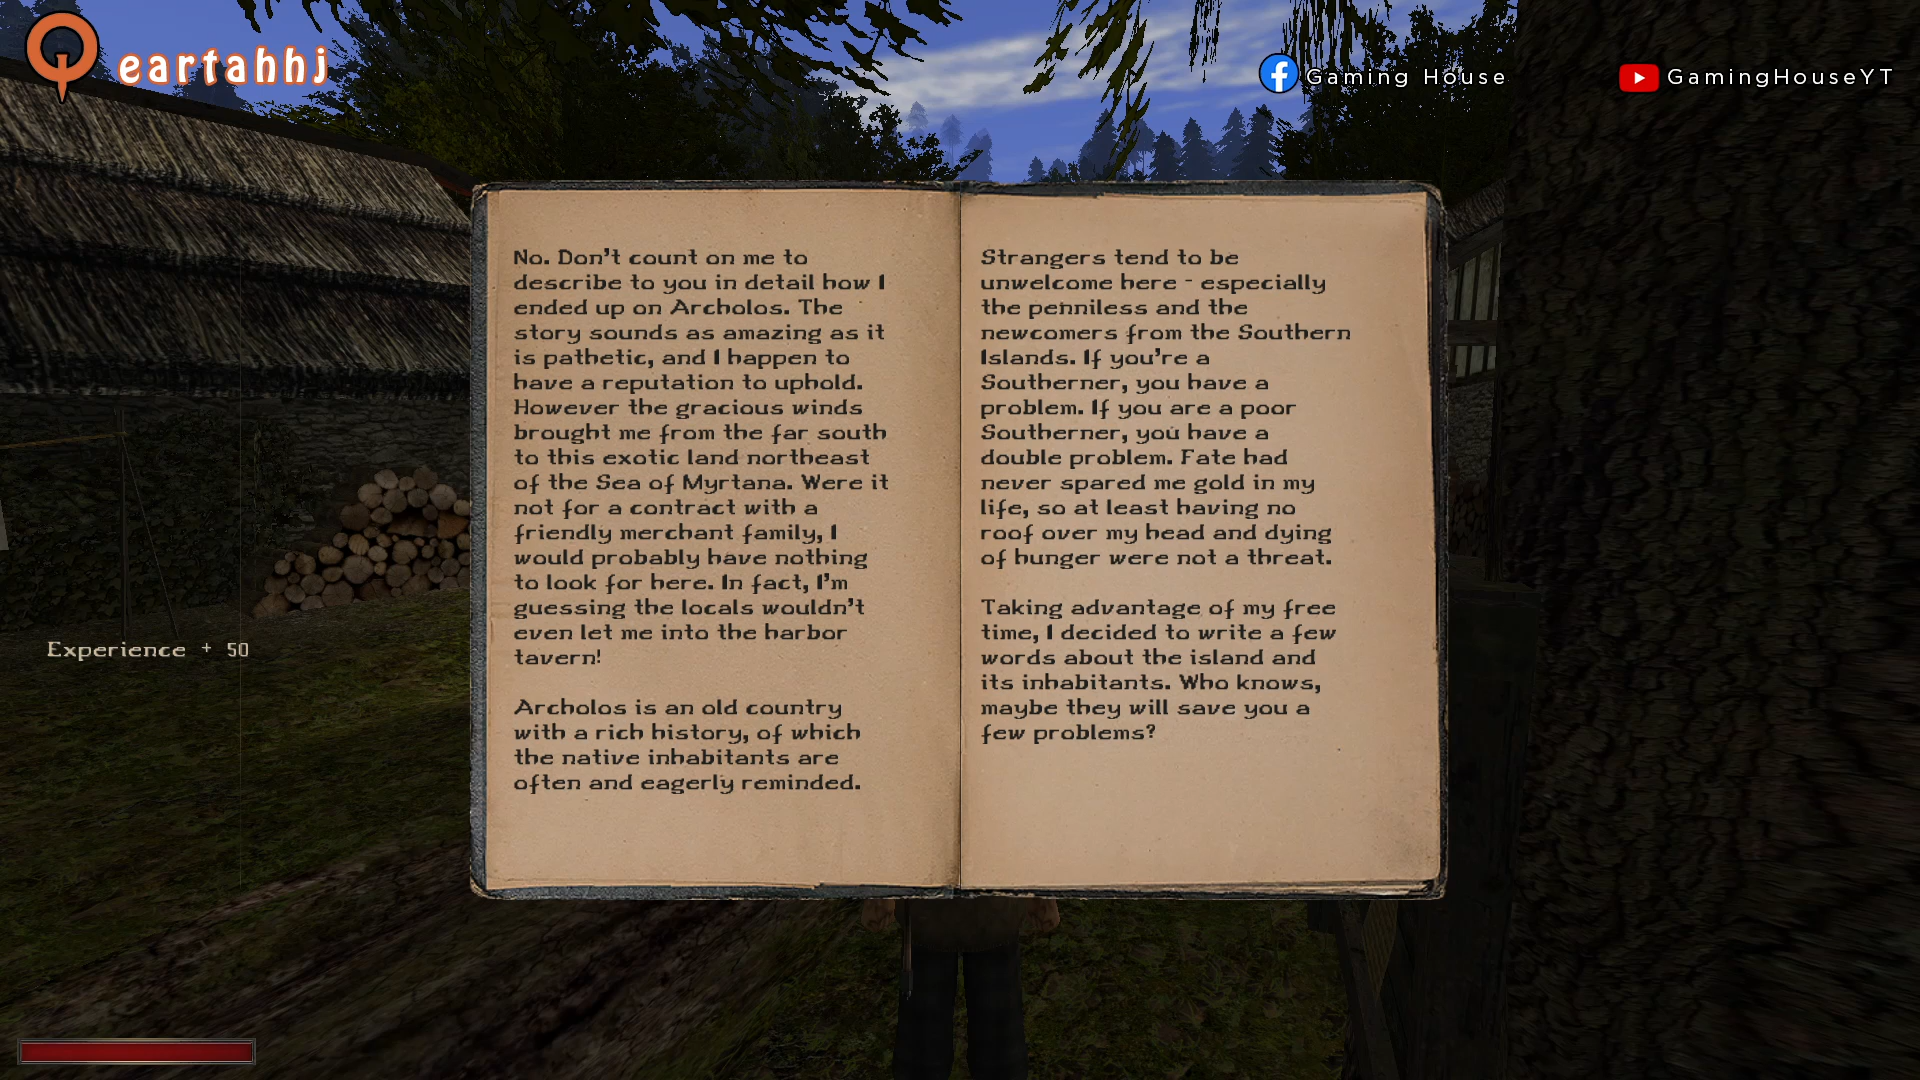 eartahhj
Gaming House
GamingHouseYT
No. Don't count on me to
describe to you in detail how I
ended up on Archolos. The
story sounds as amazing as it
is pathetic, and I happen to
have a reputation to uphold.
However the gracious winds
brought me from the far south
to this exotic land northeast
of the Sea of Myrtana. Were it
not for a contract with a
friendly merchant family, I
would probably have nothing
to look for here. In fact, I'm
guessing the locals wouldn't
even let me into the harbor
tavern!
Archolos is an old country
with a rich history, of which
the native inhabitants are
often and eagerly reminded.
Strangers tend to be
unwelcome here - especially
the penniless and the
newcomers from the Southern
Islands. If you're a
Southerner, you have a
problem. If you are a poor
Southerner, you have a
double problem. Fate had
never spared me gold in my
life, so at least having no
roof over my head and dying
of hunger were not a threat.
Taking advantage of my free
time, I decided to write a few
words about the island and
its inhabitants. Who knows,
maybe they will save you a
few problems?
Experience + 50